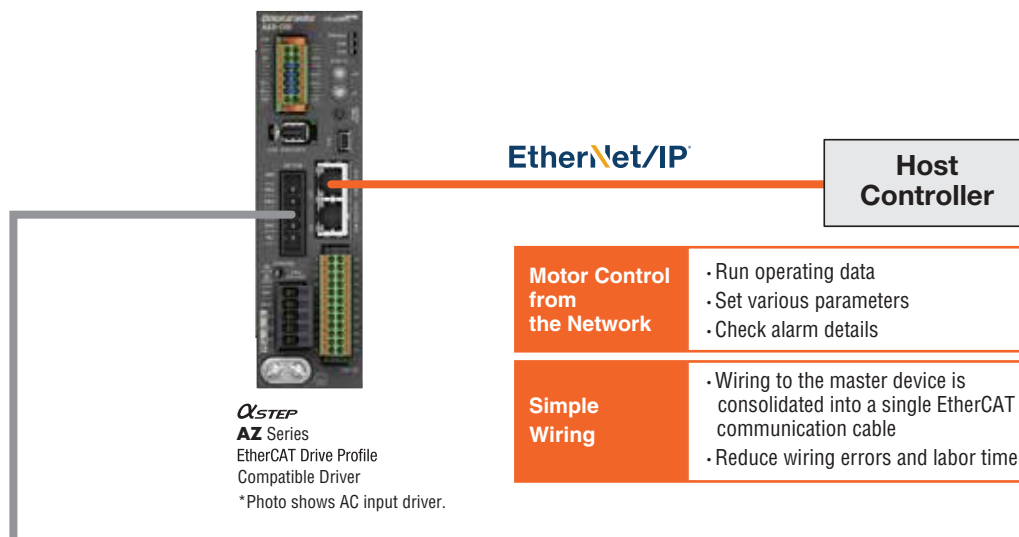 EtherNet/IP
Host
Controller
Motor Control
from
the Network
· Run operating data
· Set various parameters
· Check alarm details
Simple
Wiring
· Wiring to the master device is
consolidated into a single EtherCAT
communication cable
· Reduce wiring errors and labor time
αSTEP
AZ Series
EtherCAT Drive Profile
Compatible Driver
*Photo shows AC input driver.